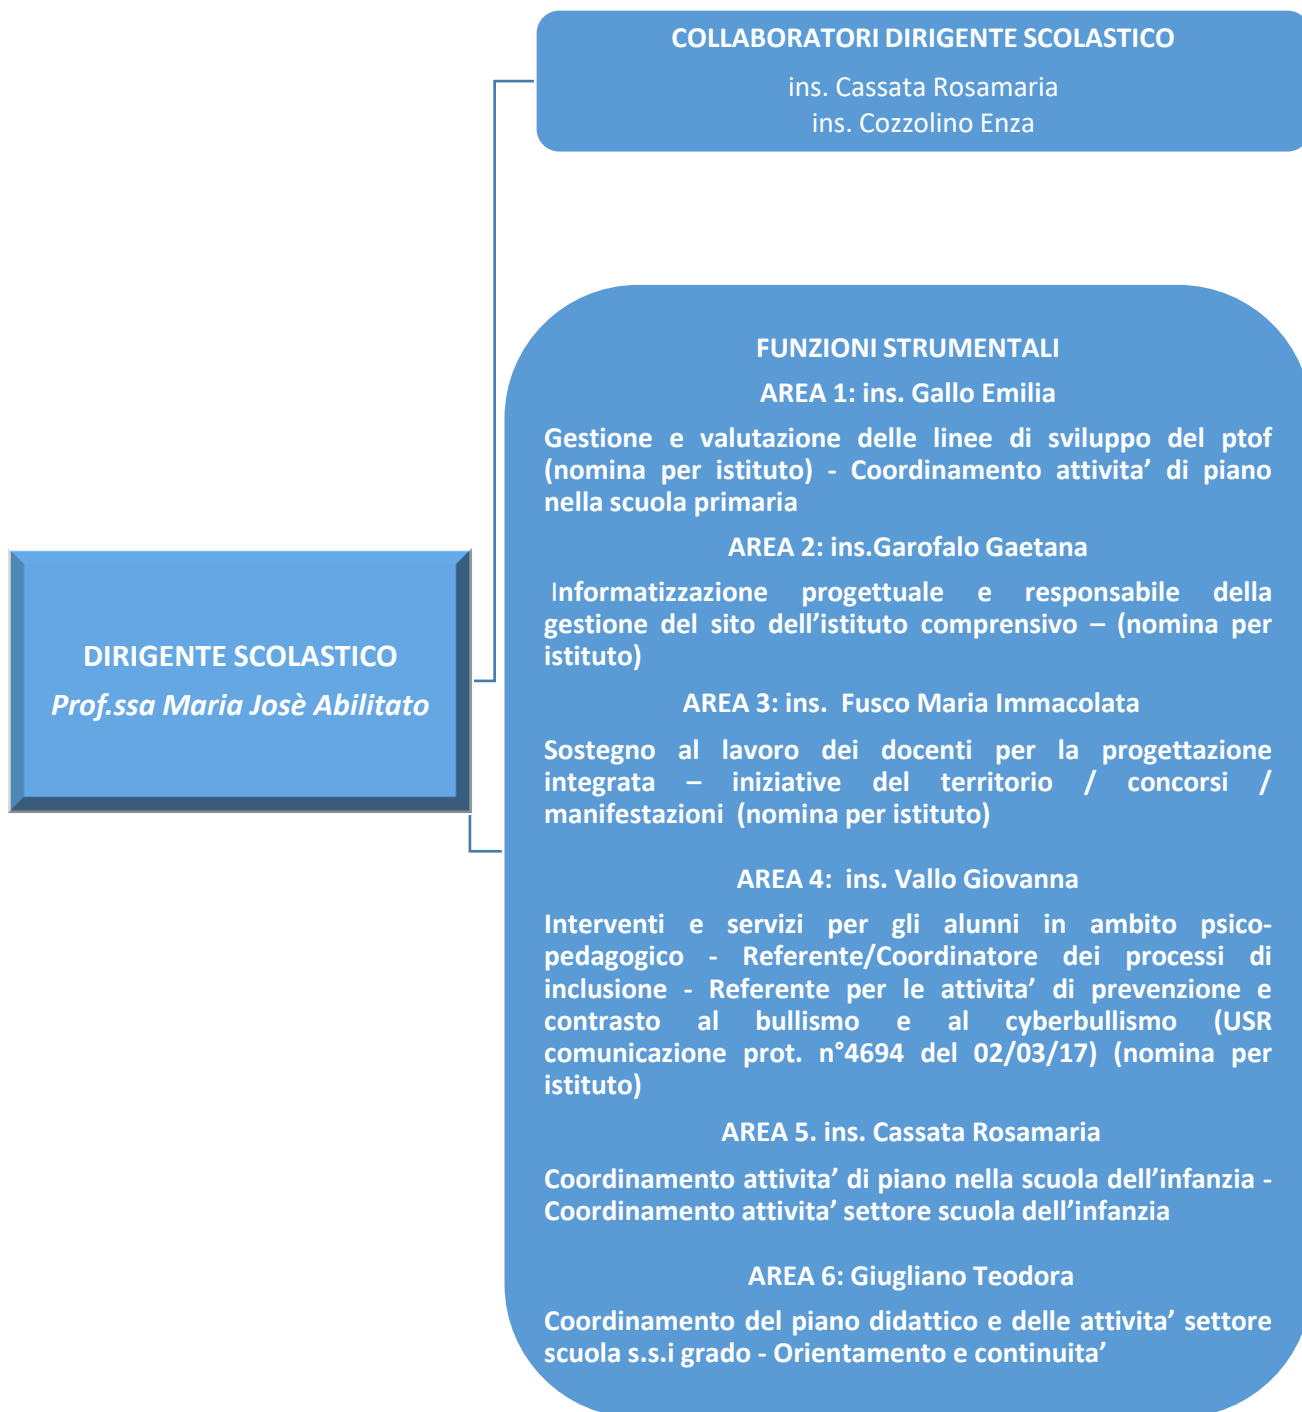 COLLABORATORI DIRIGENTE SCOLASTICO
ins. Cassata Rosamaria
ins. Cozzolino Enza
DIRIGENTE SCOLASTICO
Prof.ssa Maria Josè Abilitato
FUNZIONI STRUMENTALI
AREA 1: ins. Gallo Emilia
Gestione e valutazione delle linee di sviluppo del ptof
(nomina per istituto) - Coordinamento attivita’ di piano
nella scuola primaria
AREA 2: ins.Garofalo Gaetana
Informatizzazione progettuale e responsabile della
gestione del sito dell’istituto comprensivo – (nomina per
istituto)
AREA 3: ins. Fusco Maria Immacolata
Sostegno al lavoro dei docenti per la progettazione
integrata – iniziative del territorio / concorsi /
manifestazioni (nomina per istituto)
AREA 4: ins. Vallo Giovanna
Interventi e servizi per gli alunni in ambito psico-
pedagogico - Referente/Coordinatore dei processi di
inclusione - Referente per le attivita’ di prevenzione e
contrasto al bullismo e al cyberbullismo (USR
comunicazione prot. n°4694 del 02/03/17) (nomina per
istituto)
AREA 5. ins. Cassata Rosamaria
Coordinamento attivita’ di piano nella scuola dell’infanzia -
Coordinamento attivita’ settore scuola dell’infanzia
AREA 6: Giugliano Teodora
Coordinamento del piano didattico e delle attivita’ settore
scuola s.s.i grado - Orientamento e continuita’